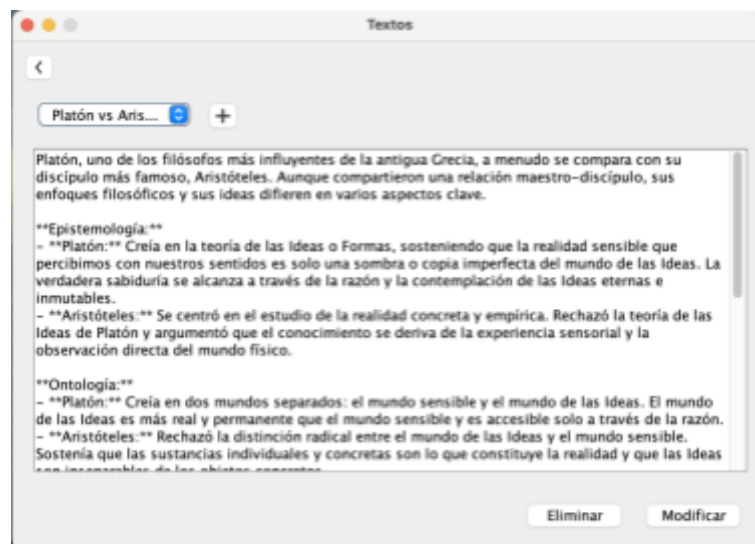 Textos
<
Platón vs Aris...
+
Platón, uno de los filósofos más influyentes de la antigua Grecia, a menudo se compara con su
discípulo más famoso, Aristóteles. Aunque compartieron una relación maestro-discípulo, sus
enfoques filosóficos y sus ideas difieren en varios aspectos clave.
**Epistemología:**
- **Platón:** Creía en la teoría de las Ideas o Formas, sosteniendo que la realidad sensible que
percibimos con nuestros sentidos es solo una sombra o copia imperfecta del mundo de las Ideas. La
verdadera sabiduría se alcanza a través de la razón y la contemplación de las Ideas eternas e
inmutables.
- **Aristóteles:** Se centró en el estudio de la realidad concreta y empírica. Rechazó la teoría de las
Ideas de Platón y argumentó que el conocimiento se deriva de la experiencia sensorial y la
observación directa del mundo físico.
**Ontología:**
- **Platón:** Creía en dos mundos separados: el mundo sensible y el mundo de las Ideas. El mundo
de las Ideas es más real y permanente que el mundo sensible y es accesible solo a través de la razón.
- **Aristóteles:** Rechazó la distinción radical entre el mundo de las Ideas y el mundo sensible.
Sostenía que las sustancias individuales y concretas son lo que constituye la realidad y que las Ideas
son inseparables de los objetos concretos.
Eliminar
Modificar